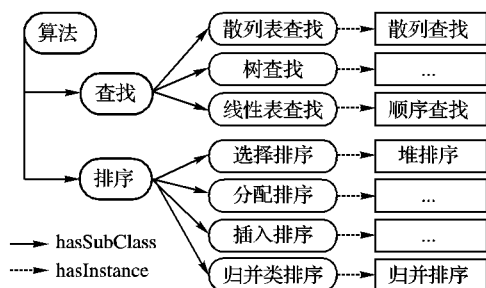 算法
散列表查找
散列查找
查找
树查找
...
线性表查找
顺序查找
选择排序
堆排序
排序
分配排序
...
hasSubClass
插入排序
...
hasInstance
归并类排序
归并排序